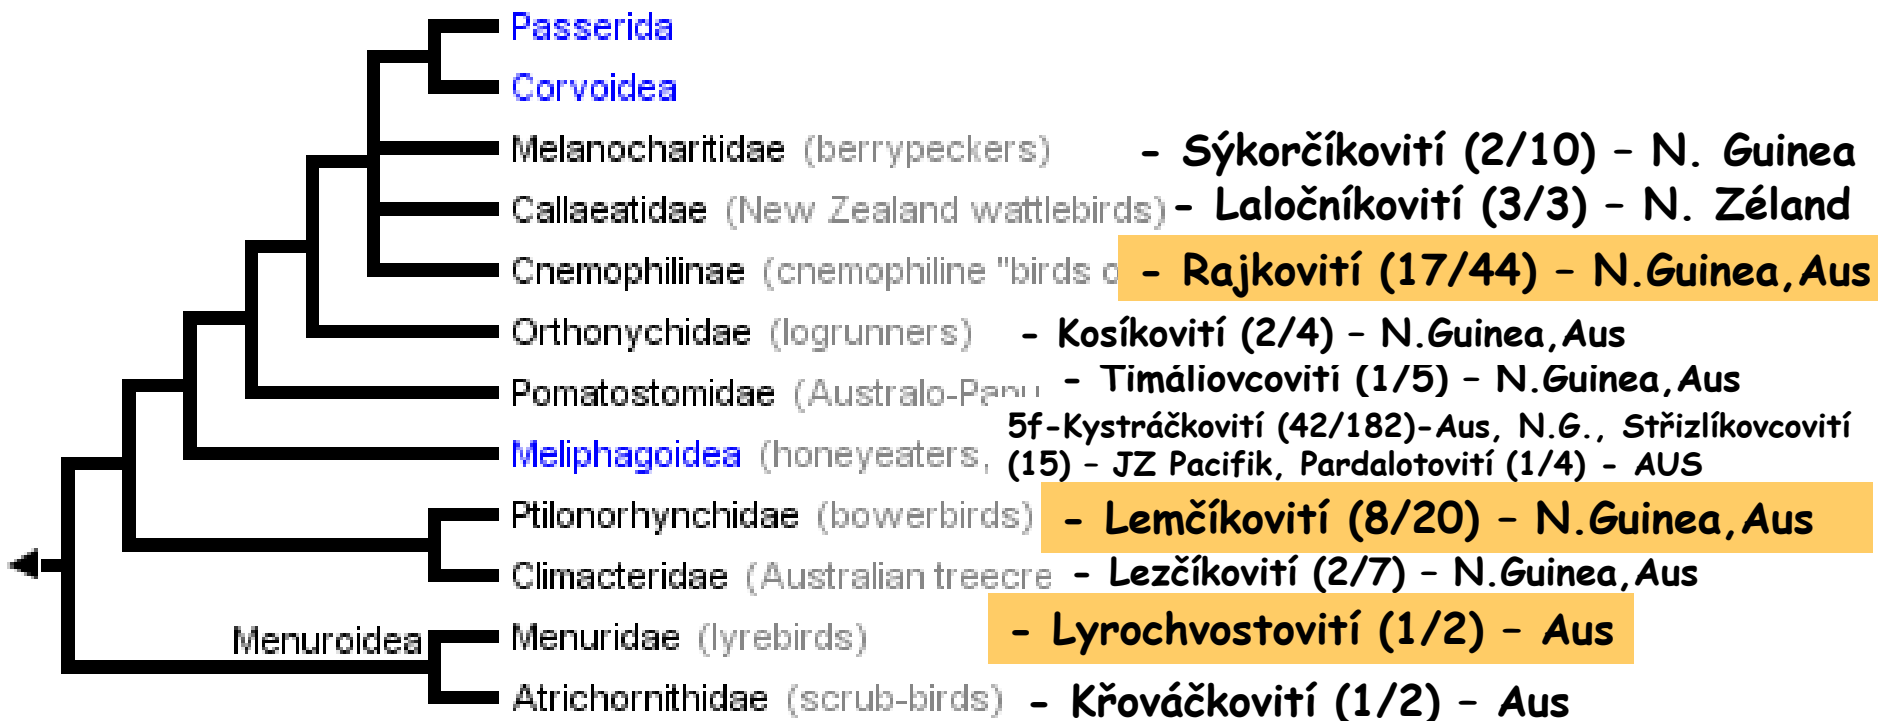 Passerida
Corvoidea
Melanocharitidae (berrypeckers) - Sýkorčíkovití (2/10) – N. Guinea
Callaeatidae (New Zealand wattlebirds) - Laločníkovití (3/3) – N. Zéland
Cnemophilinae (cnemophiline "birds - Rajkovití (17/44) – N.Guinea,Aus
Orthonychidae (logrunners) - Kosíkovití (2/4) – N.Guinea,Aus
Pomatostomidae (Australo-Papu - Timáliovcovití (1/5) – N.Guinea,Aus
Meliphagoidea (honeyeaters, 5f-Kystráčkovití (42/182)-Aus, N.G., Střizlíkovcovití
(15) – JZ Pacifik, Pardalotovití (1/4) - AUS
Ptilonorhynchidae (bowerbirds) - Lemčíkovití (8/20) – N.Guinea,Aus
Climacteridae (Australian treecre - Lezčíkovití (2/7) – N.Guinea,Aus
Menuroidea Menuridae (lyrebirds) - Lyrochvostovití (1/2) – Aus
Atrichornithidae (scrub-birds) - Křováčkovití (1/2) – Aus